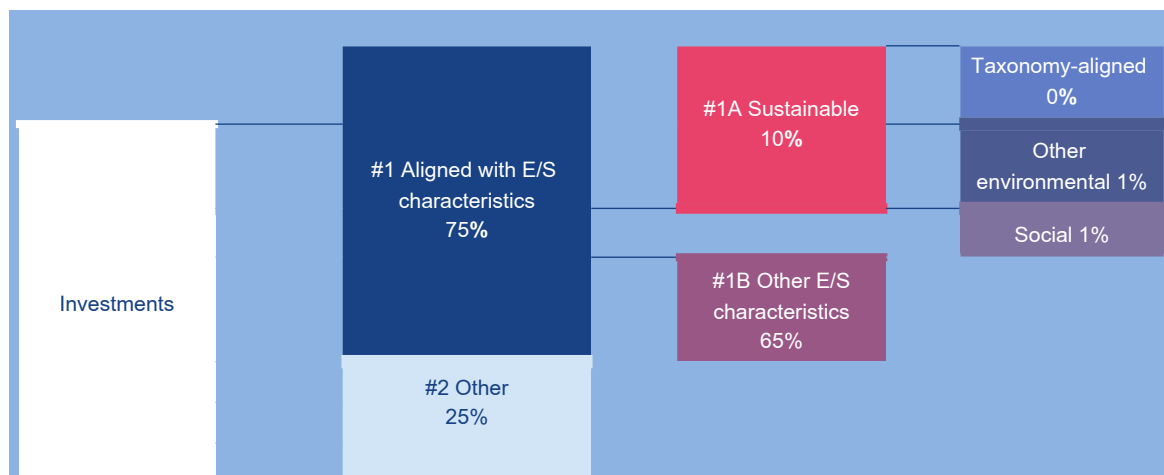 Investments
#1 Aligned with E/S
characteristics
75%
#2 Other
25%
#1A Sustainable
10%
#1B Other E/S
characteristics
65%
Taxonomy-aligned
0%
Other
environmental 1%
Social 1%